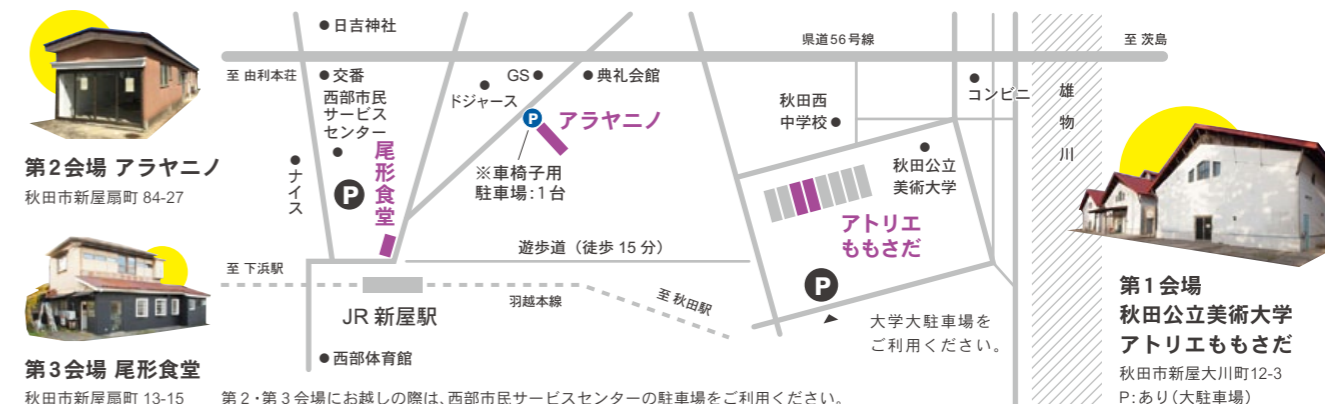 第2会場 アラヤニノ
秋田市新屋扇町 84-27
第3会場 尾形食堂
秋田市新屋扇町 13-15
●日吉神社
県道56号線
至 茨島
至 由利本荘
●交番
西部市民
サービス
センター
●
●ナイス
P
尾形食堂
GS●
●典礼会館
ドジャース
P
アラヤニノ
※車椅子用
駐車場:1台
秋田西
中学校●
コンビニ
雄物川
秋田公立
美術大学
アトリエ
ももさだ
P
大学大駐車場を
ご利用ください。
遊歩道（徒歩 15 分）
至 下浜駅
羽越本線
至 秋田駅
JR 新屋駅
●西部体育館
第2・第3会場にお越しの際は、西部市民サービスセンターの駐車場をご利用ください。
第1会場
秋田公立美術大学
アトリエももさだ
秋田市新屋大川町12-3
P:あり(大駐車場)